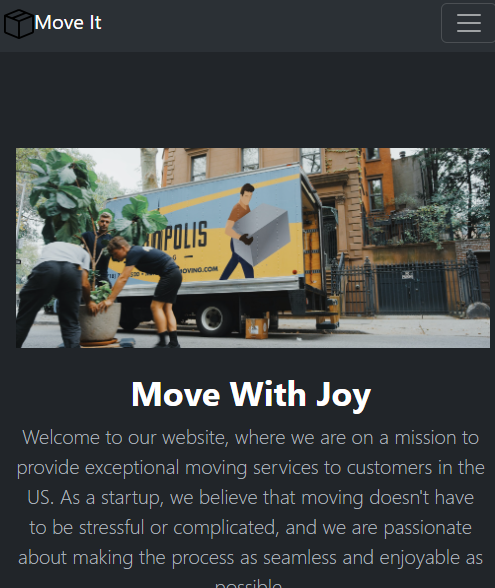 Move It
OPOLIS
MOVING.COM
Move With Joy
Welcome to our website, where we are on a mission to
provide exceptional moving services to customers in the
US. As a startup, we believe that moving doesn't have
to be stressful or complicated, and we are passionate
about making the process as seamless and enjoyable as
possible